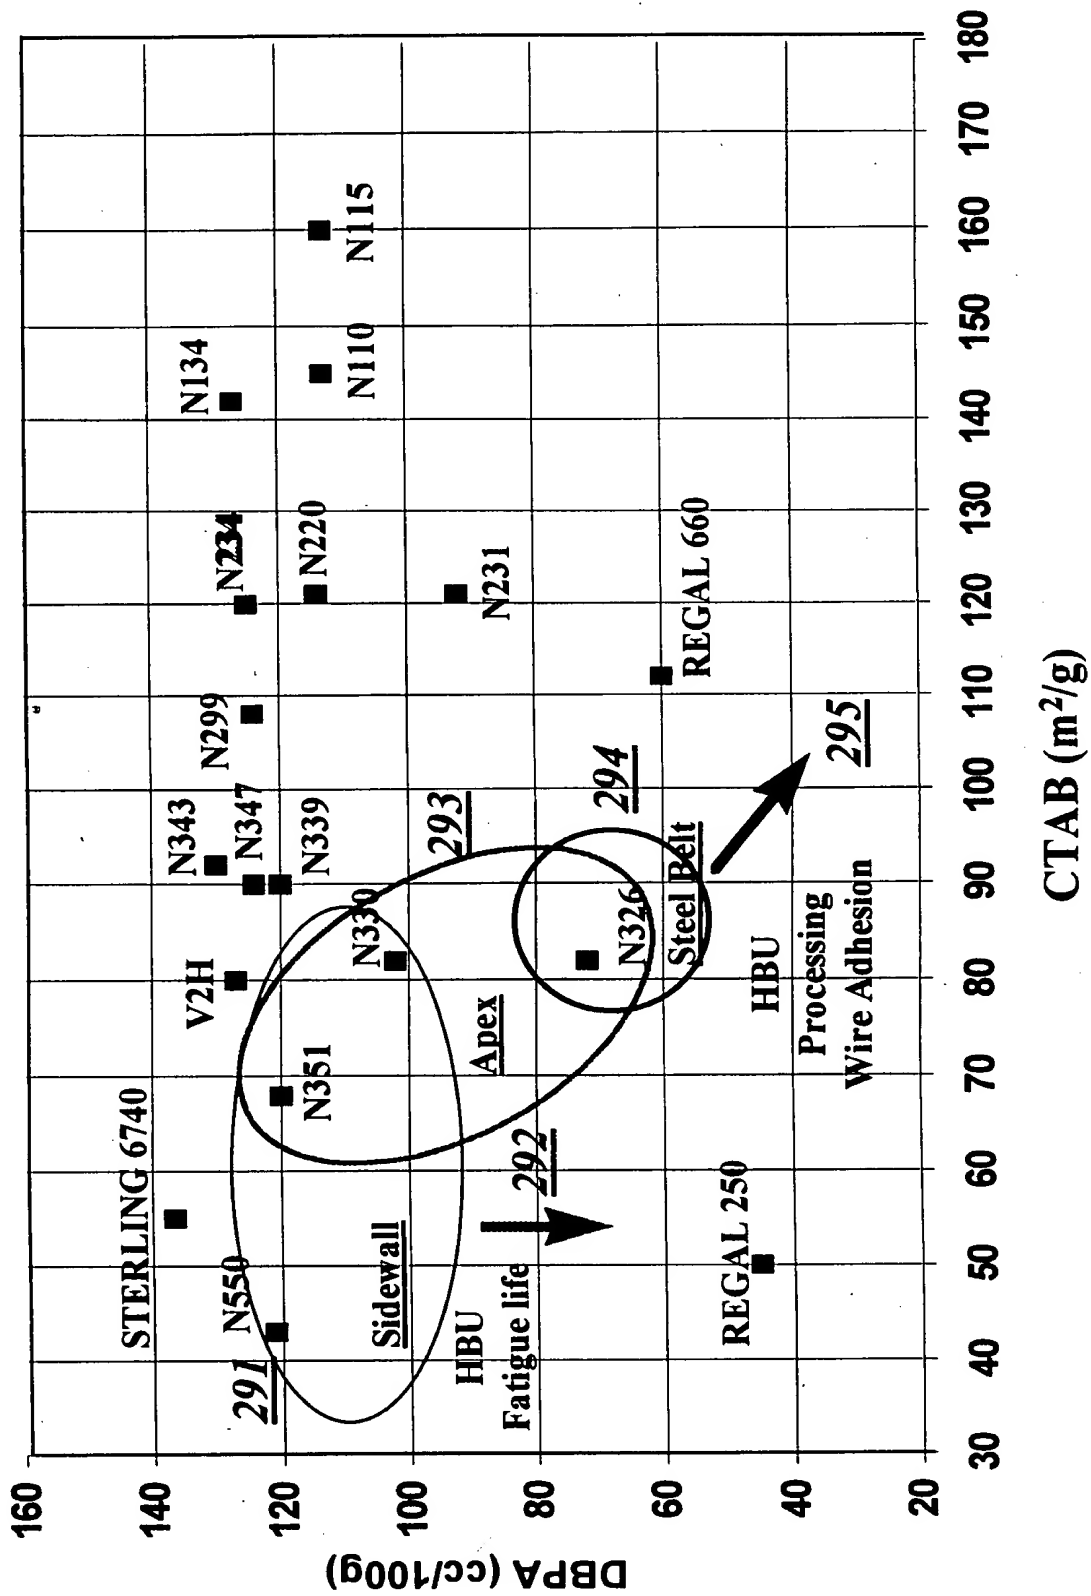 DBPA (cc/100g)
160
140
120
100
80
60
40
20
STERLING 6740
N550
291
Sidewall
HBU
Fatigue life
292
REGAL 250
N351
V2H
Apex
N330
N343
N347
N339
293
N326
Steel Belt
294
HBU
Processing
Wire Adhesion
295
N299
N234
N220
N231
REGAL 660
N134
N110
N115
30 40 50 60 70 80 90 100 110 120 130 140 150 160 170 180
CTAB (m²/g)